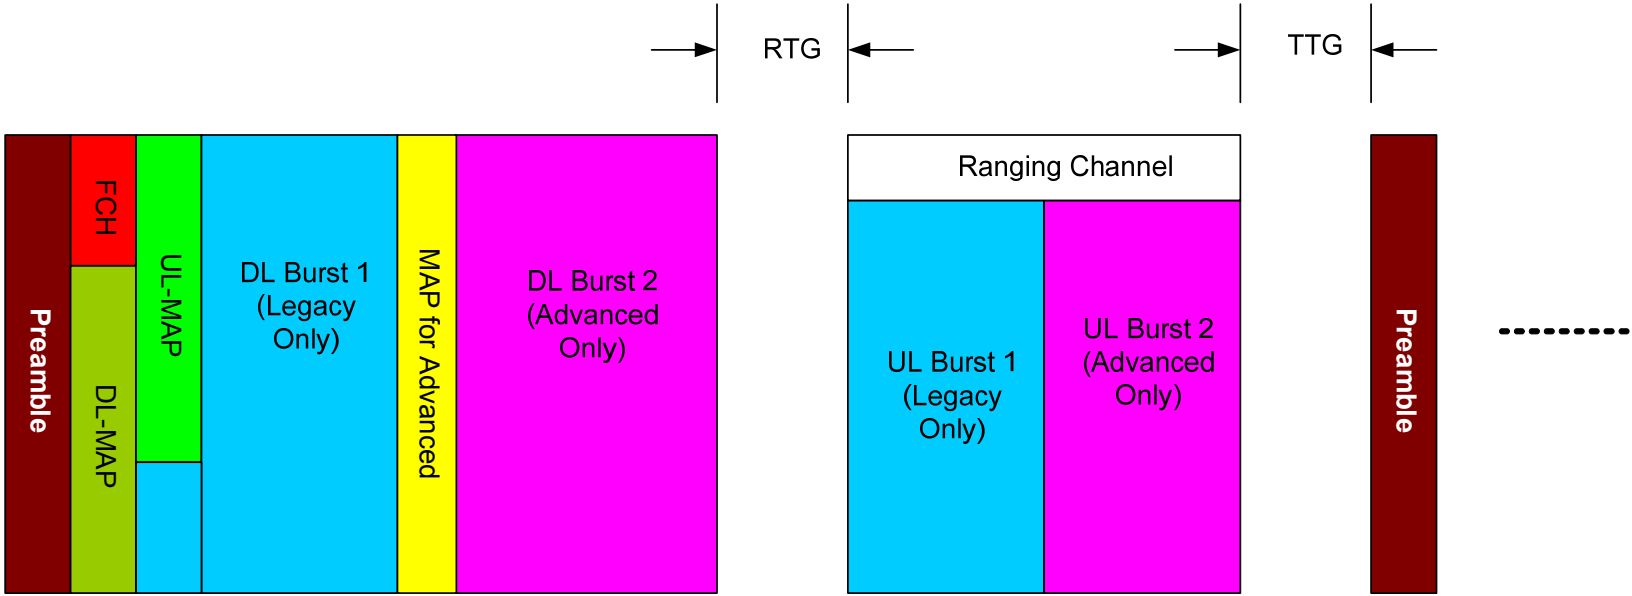 RTG
TTG
Preamble
FCH
DL-MAP
UL-MAP
DL Burst 1
(Legacy
Only)
MAP for Advanced
DL Burst 2
(Advanced
Only)
Ranging Channel
UL Burst 1
(Legacy
Only)
UL Burst 2
(Advanced
Only)
Preamble